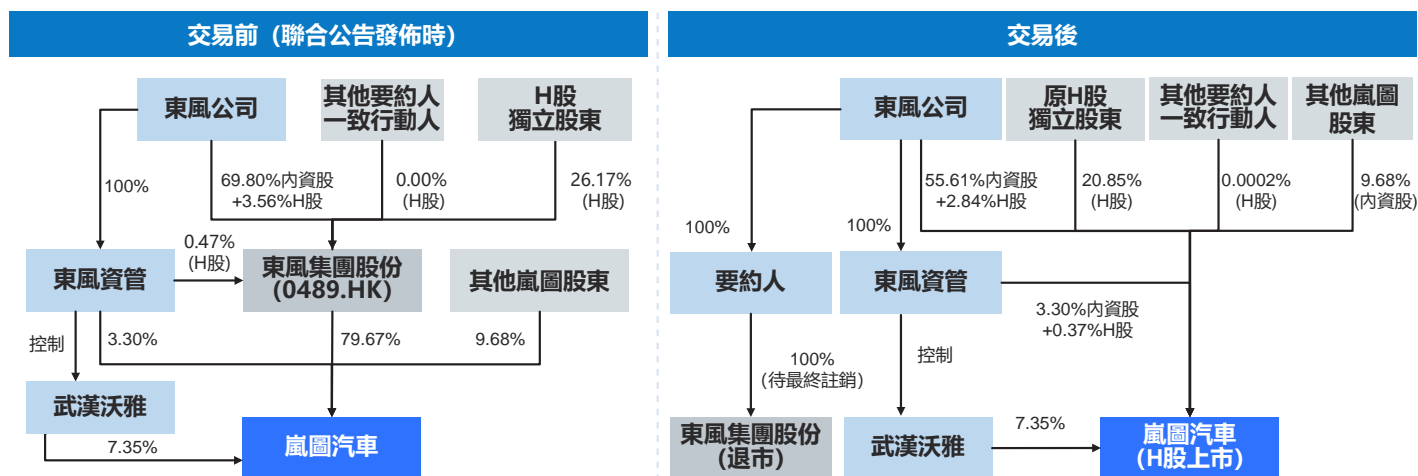 交易前（聯合公告發佈時）
東風公司
其他要約人
一致行動人
H股
獨立股東
100%
69.80%內資股
+3.56%H股
0.00%
(H股)
26.17%
(H股)
0.47%
(H股)
東風資管
東風集團股份
(0489.HK)
其他嵐圖股東
控制
3.30%
79.67%
9.68%
武漢沃雅
7.35%
嵐圖汽車
交易後
東風公司
原H股
獨立股東
其他要約人
一致行動人
其他嵐圖
股東
55.61%內資股
+2.84%H股
20.85%
(H股)
0.0002%
(H股)
9.68%
(內資股)
100%
100%
要約人
東風資管
3.30%內資股
+0.37%H股
100%
(待最終註銷)
控制
東風集團股份
(退市)
武漢沃雅
7.35%
嵐圖汽車
(H股上市)